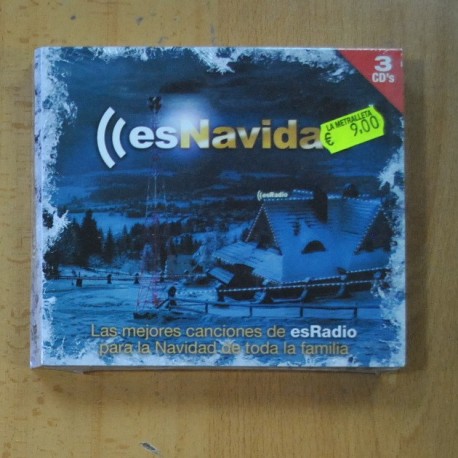 3
CD's
esNavida
LA METRALLETA
€ 9,00
esRadio
Las mejores canciones de esRadio
para la Navidad de toda la familia